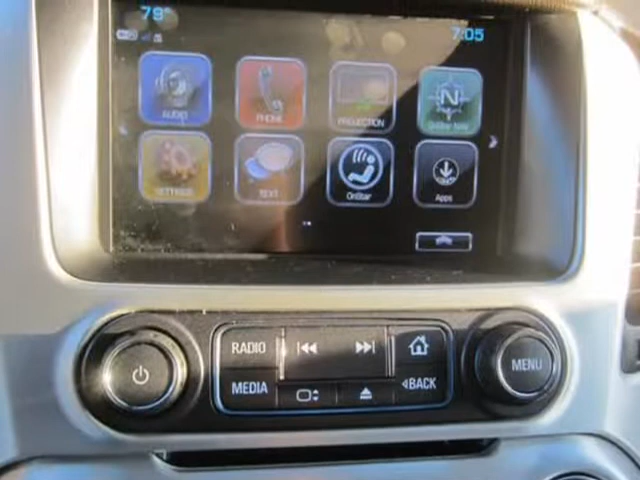 79°
7:05
AUDIO
PHONE
PROJECTION
N
OnStar Nav
SETTINGS
TEXT
OnStar
Apps
RADIO
MENU
MEDIA
BACK